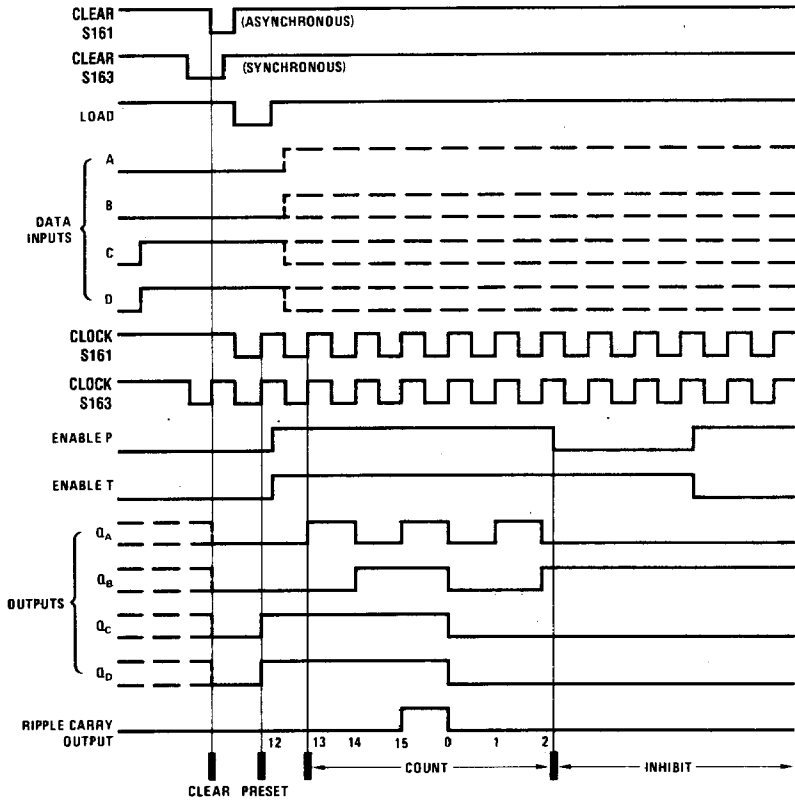 CLEAR
S161
(ASYNCHRONOUS)
CLEAR
S163
(SYNCHRONOUS)
LOAD
DATA
INPUTS
A
B
C
D
CLOCK
S161
CLOCK
S163
ENABLE P
ENABLE T
OUTPUTS
QA
QB
QC
QD
RIPPLE CARRY
OUTPUT
12 13 14 15 0 1 2
COUNT INHIBIT
CLEAR PRESET